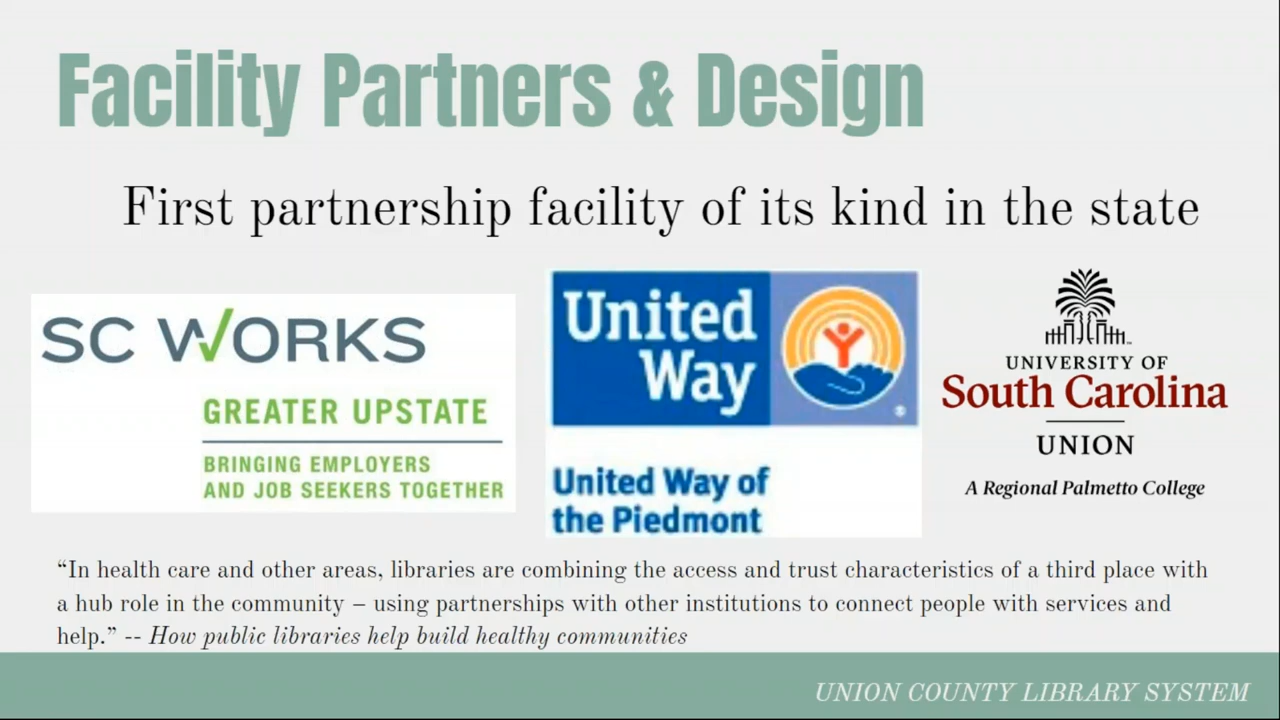 Facility Partners & Design
First partnership facility of its kind in the state
SC WORKS
GREATER UPSTATE
BRINGING EMPLOYERS
AND JOB SEEKERS TOGETHER
United
Way
®
United Way of
the Piedmont
UNIVERSITY OF
South Carolina
UNION
A Regional Palmetto College
“In health care and other areas, libraries are combining the access and trust characteristics of a third place with
a hub role in the community – using partnerships with other institutions to connect people with services and
help.” -- How public libraries help build healthy communities
UNION COUNTY LIBRARY SYSTEM